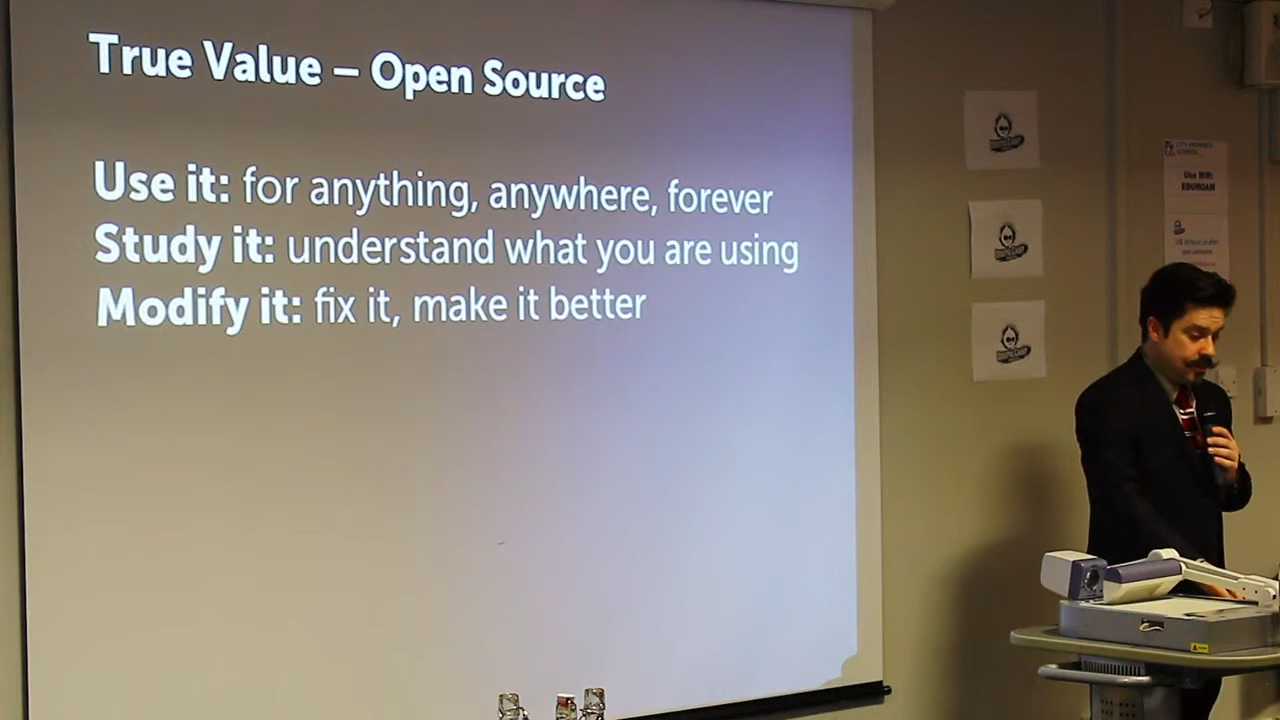 True Value – Open Source
Use it: for anything, anywhere, forever
Study it: understand what you are using
Modify it: fix it, make it better
Use Wifi:
EDUROAM